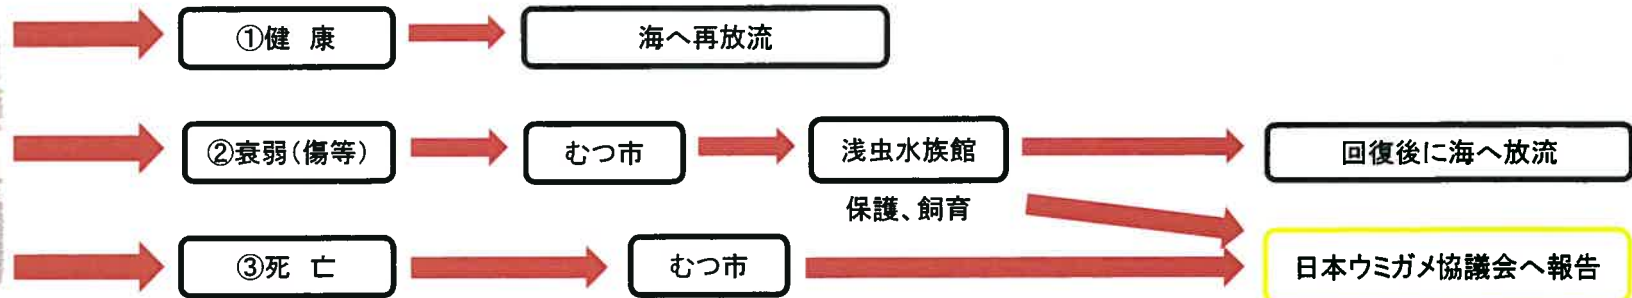 ①健　康
海へ再放流
②衰弱(傷等)
むつ市
浅虫水族館
回復後に海へ放流
保護、飼育
③死　亡
むつ市
日本ウミガメ協議会へ報告